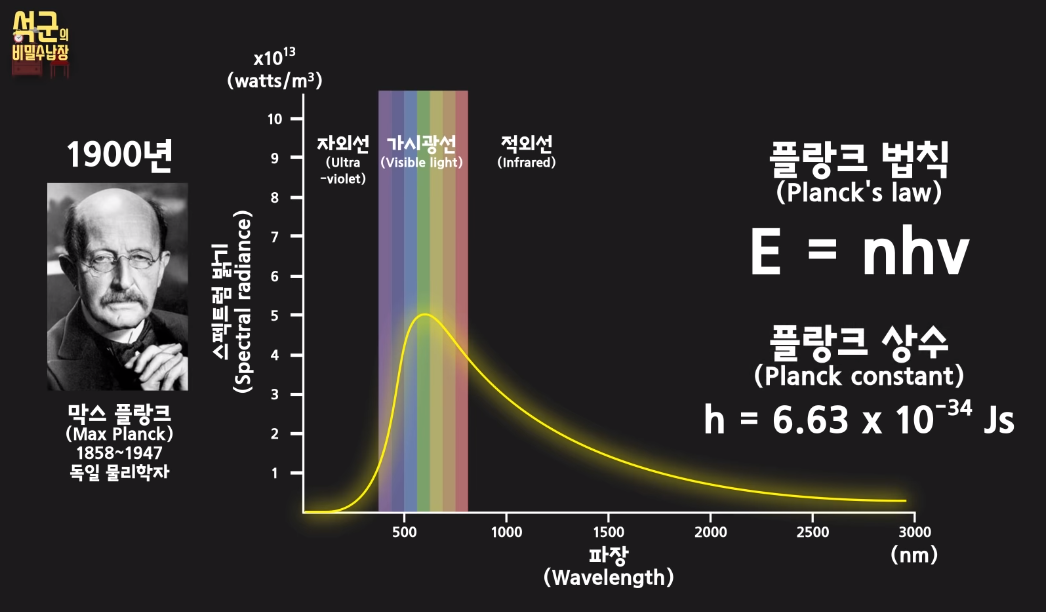 석군의
비밀수납장
1900년
막스 플랑크
(Max Planck)
1858~1947
독일 물리학자
x10¹³
(watts/m³)
스펙트럼 밝기
(Spectral radiance)
10
9
8
7
6
5
4
3
2
1
자외선
(Ultra
-violet)
가시광선
(Visible light)
적외선
(Infrared)
500
1000
1500
2000
2500
3000
파장
(Wavelength)
(nm)
플랑크 법칙
(Planck's law)
E = nhv
플랑크 상수
(Planck constant)
h = 6.63 x 10⁻³⁴ Js